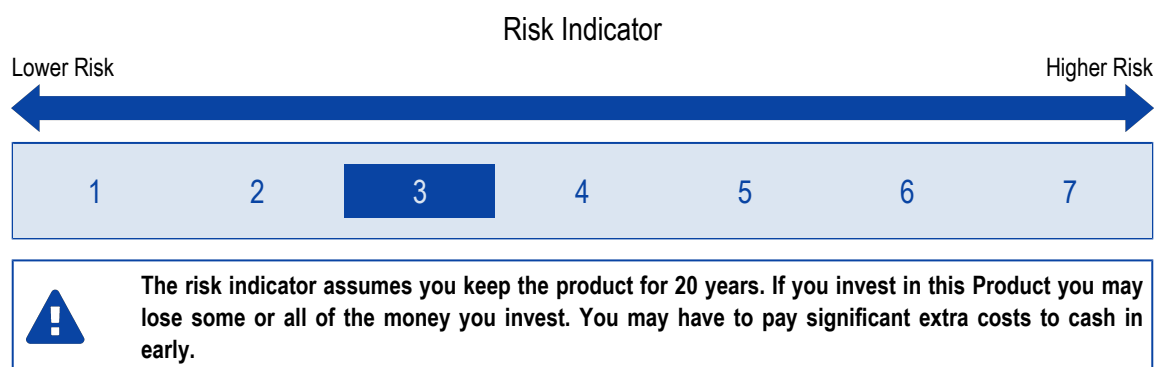 Risk Indicator
Lower Risk Higher Risk
1 2 3 4 5 6 7
The risk indicator assumes you keep the product for 20 years. If you invest in this Product you may
lose some or all of the money you invest. You may have to pay significant extra costs to cash in
early.